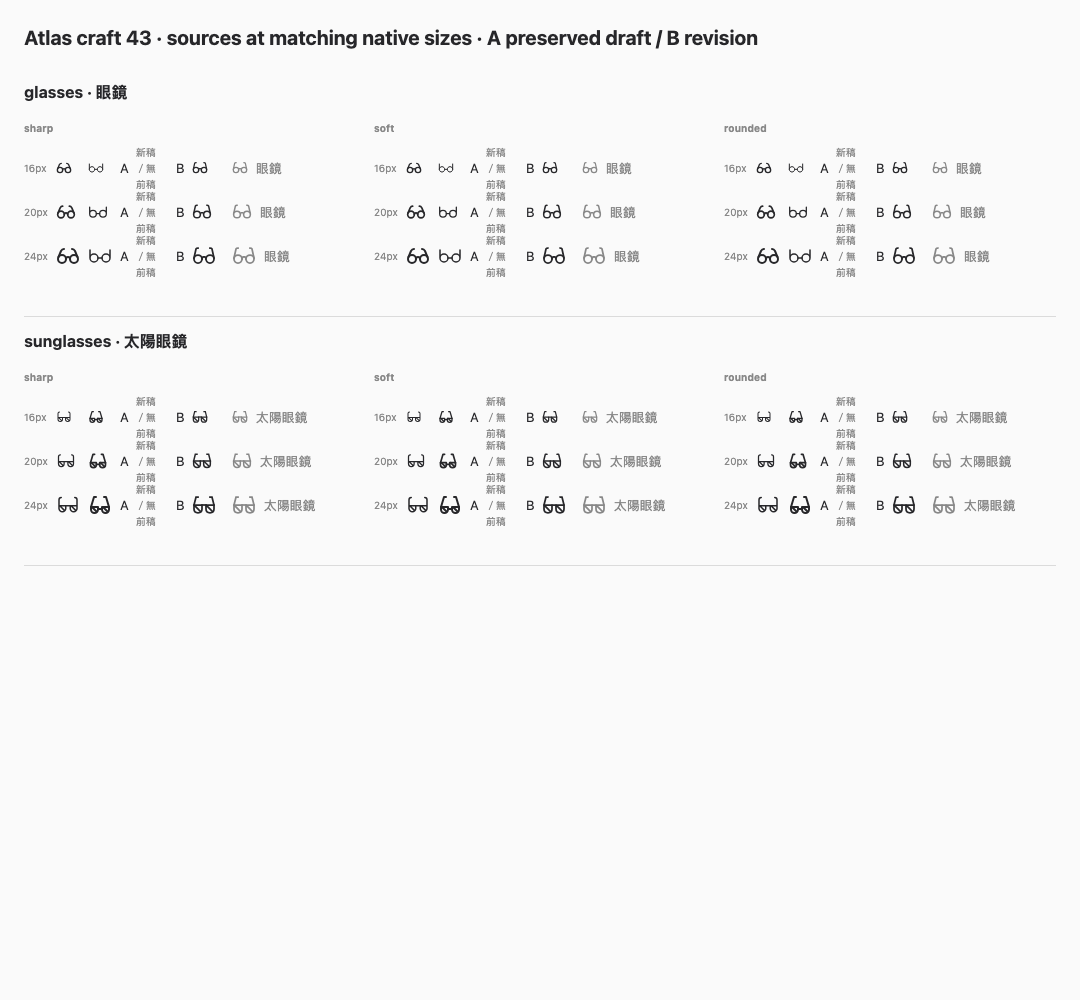 Atlas craft 43 · sources at matching native sizes · A preserved draft / B revision
glasses · 眼鏡
sharp
16px A 新稿 / 無前稿 B 眼鏡
20px A 新稿 / 無前稿 B 眼鏡
24px A 新稿 / 無前稿 B 眼鏡
soft
16px A 新稿 / 無前稿 B 眼鏡
20px A 新稿 / 無前稿 B 眼鏡
24px A 新稿 / 無前稿 B 眼鏡
rounded
16px A 新稿 / 無前稿 B 眼鏡
20px A 新稿 / 無前稿 B 眼鏡
24px A 新稿 / 無前稿 B 眼鏡
sunglasses · 太陽眼鏡
sharp
16px A 新稿 / 無前稿 B 太陽眼鏡
20px A 新稿 / 無前稿 B 太陽眼鏡
24px A 新稿 / 無前稿 B 太陽眼鏡
soft
16px A 新稿 / 無前稿 B 太陽眼鏡
20px A 新稿 / 無前稿 B 太陽眼鏡
24px A 新稿 / 無前稿 B 太陽眼鏡
rounded
16px A 新稿 / 無前稿 B 太陽眼鏡
20px A 新稿 / 無前稿 B 太陽眼鏡
24px A 新稿 / 無前稿 B 太陽眼鏡